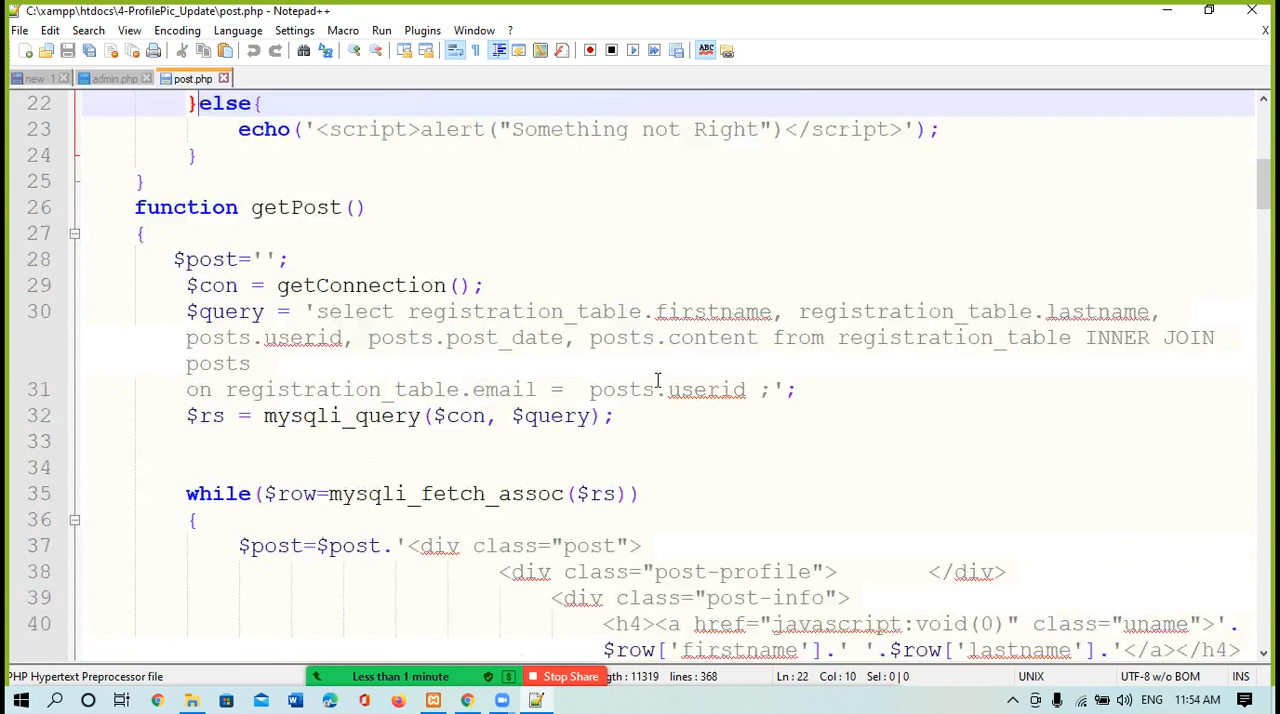 C:\xampp\htdocs\4-ProfilePic_Update\post.php - Notepad++
File Edit Search View Encoding Language Settings Macro Run Plugins Window ? X
new 1 admin.php post.php
22 }else{
23 echo('<script>alert("Something not Right")</script>');
24 }
25 }
26 function getPost()
27 {
28 $post='';
29 $con = getConnection();
30 $query = 'select registration_table.firstname, registration_table.lastname,
posts.userid, posts.post_date, posts.content from registration_table INNER JOIN
posts
31 on registration_table.email = posts.userid ;';
32 $rs = mysqli_query($con, $query);
33
34
35 while($row=mysqli_fetch_assoc($rs))
36 {
37 $post=$post.'<div class="post">
38 <div class="post-profile"> </div>
39 <div class="post-info">
40 <h4><a href="javascript:void(0)" class="uname">'.
$row['firstname'].' '.$row['lastname'].'</a></h4>
PHP Hypertext Preprocessor file Less than 1 minute Stop Share gth : 11319 lines : 368 Ln : 22 Col : 10 Sel : 0 | 0 UNIX UTF-8 w/o BOM INS
ENG 11:54 AM